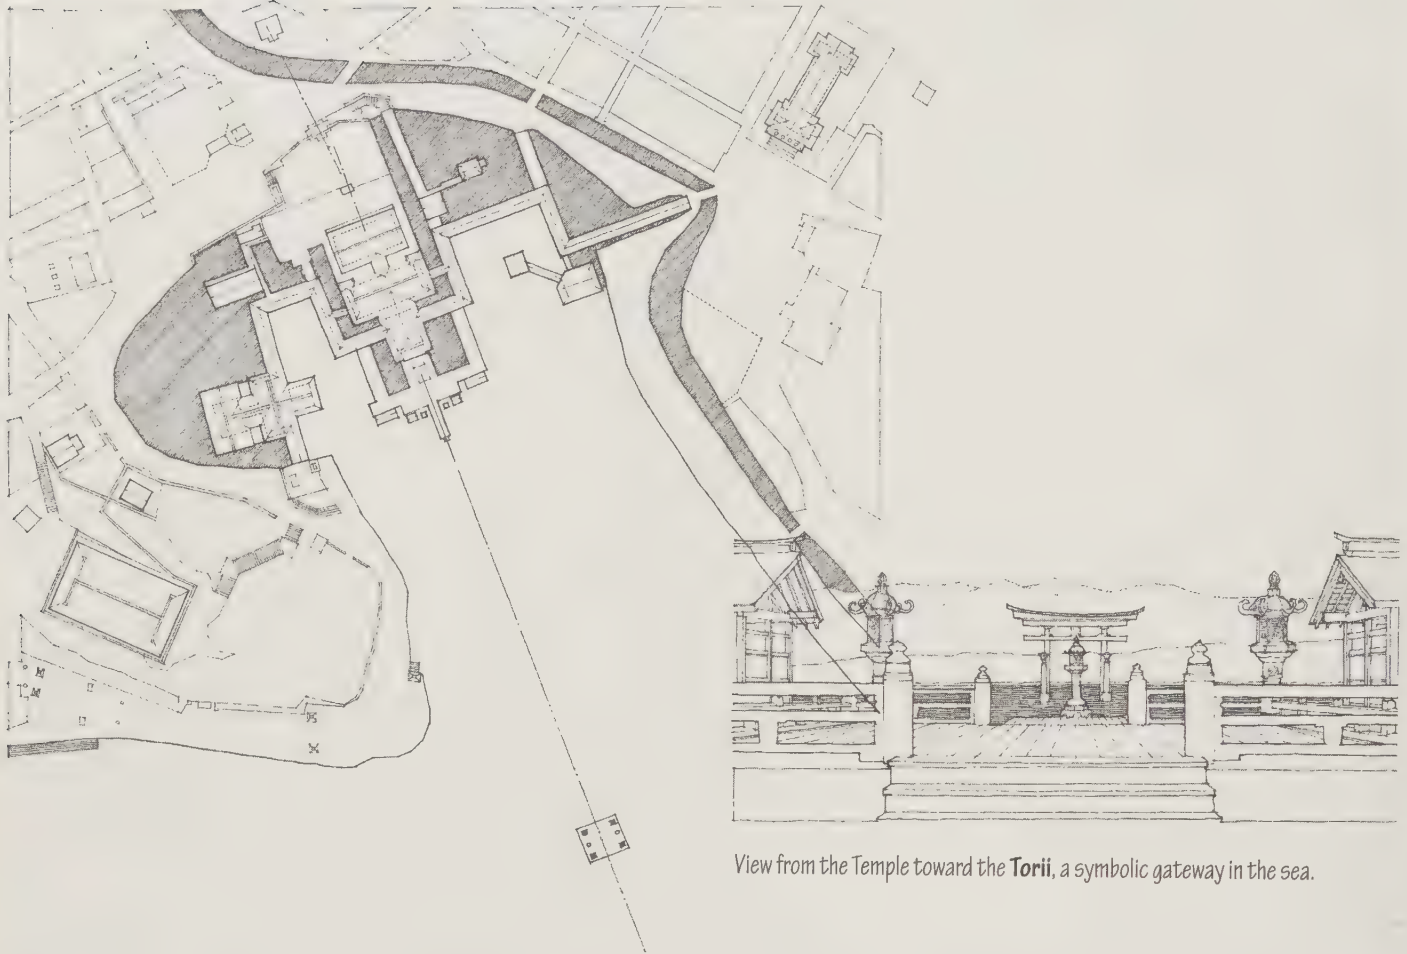 View from the Temple toward the Torii, a symbolic gateway in the sea.